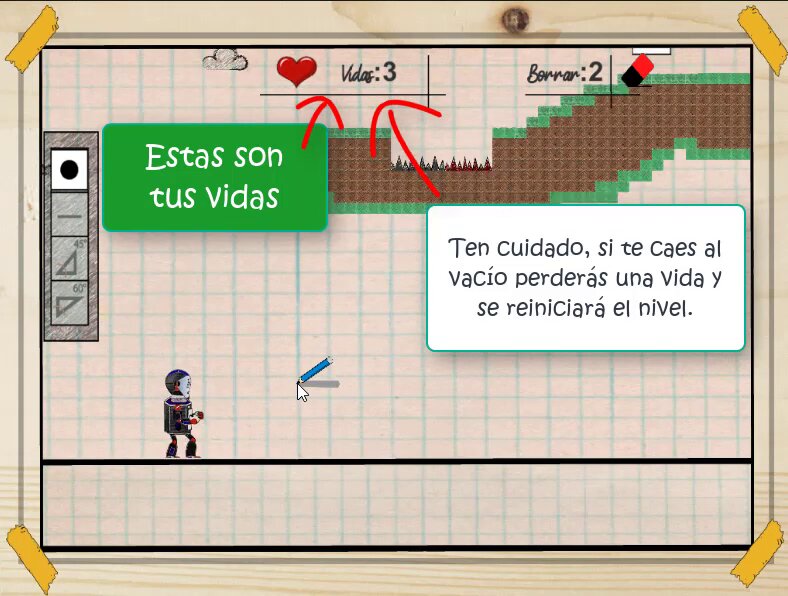 Vidas:3
Borrar:2
Estas son
tus vidas
45°
60°
Ten cuidado, si te caes al
vacío perderás una vida y
se reiniciará el nivel.